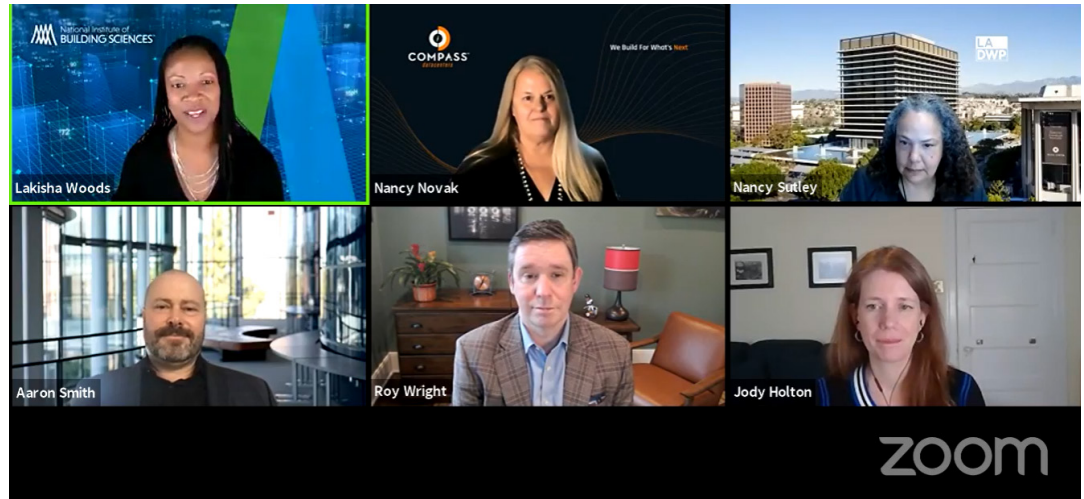 National Institute of
BUILDING SCIENCES
Lakisha Woods
COMPASS
datacenters
We Build For What's Next
Nancy Novak
LA
DWP
Nancy Sutley
Aaron Smith
Roy Wright
Jody Holton
zoom